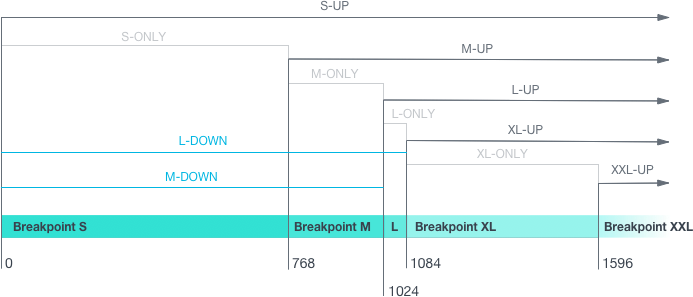 S-UP
S-ONLY
M-UP
M-ONLY
L-UP
L-ONLY
XL-UP
L-DOWN
XL-ONLY
XXL-UP
M-DOWN
Breakpoint S
Breakpoint M
L
Breakpoint XL
Breakpoint XXL
0
768
1084
1596
1024